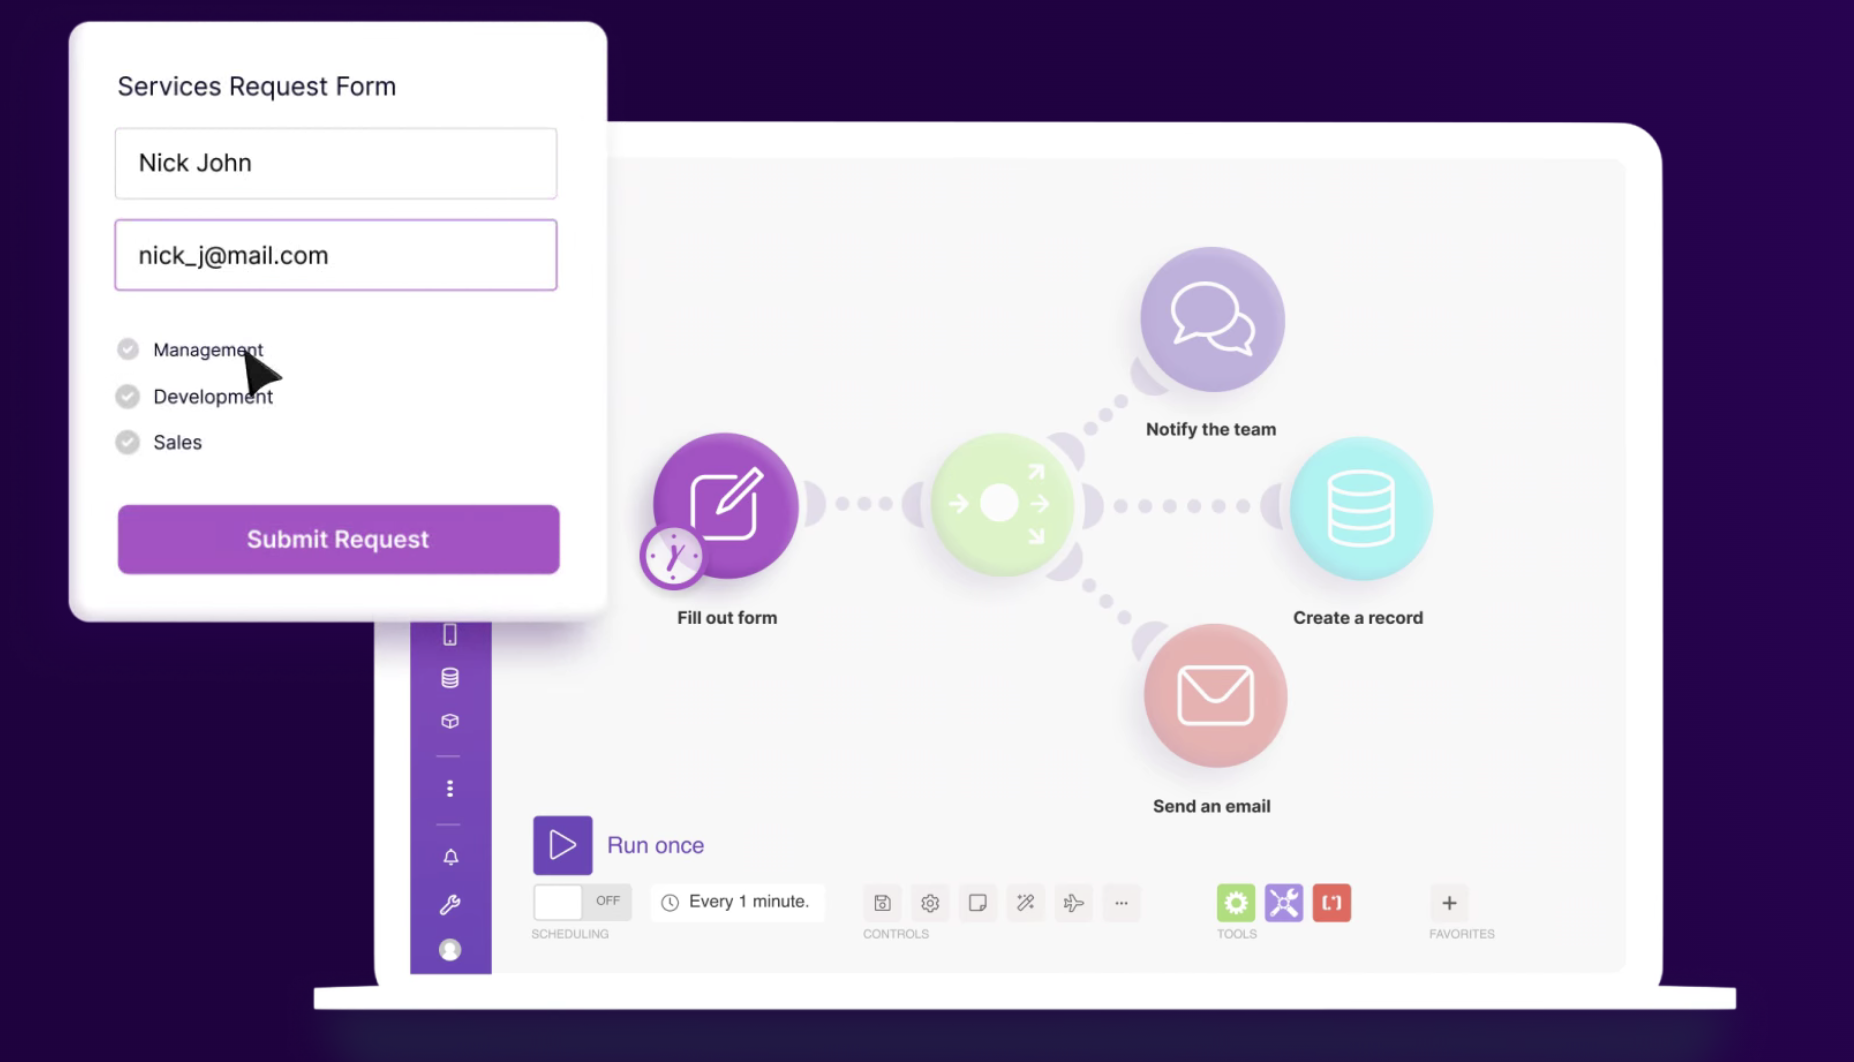 Services Request Form
Nick John
nick_j@mail.com
Management
Development
Sales
Submit Request
Notify the team
Fill out form
Create a record
Send an email
Run once
OFF
Every 1 minute.
SCHEDULING
CONTROLS
TOOLS
FAVORITES